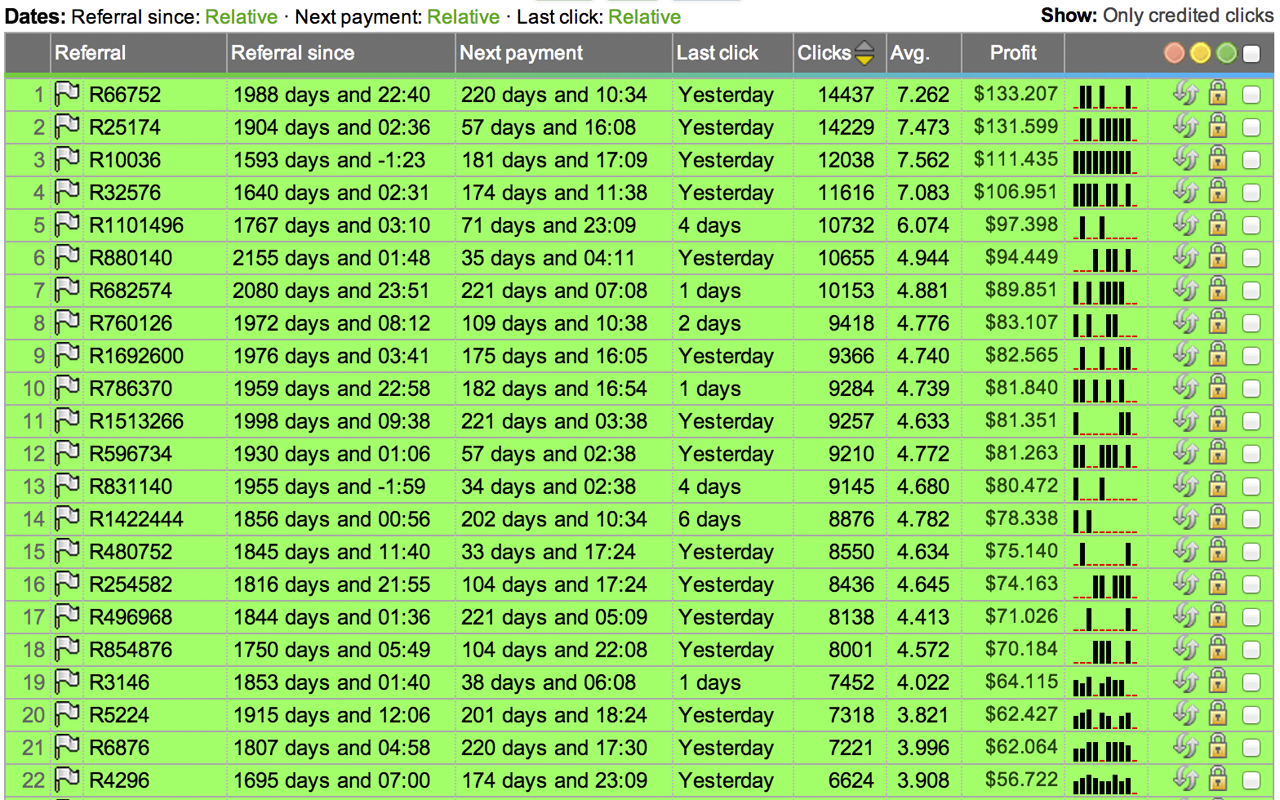 Dates: Referral since: Relative · Next payment: Relative · Last click: Relative Show: Only credited clicks
Referral Referral since Next payment Last click Clicks Avg. Profit
1 R66752 1988 days and 22:40 220 days and 10:34 Yesterday 14437 7.262 $133.207
2 R25174 1904 days and 02:36 57 days and 16:08 Yesterday 14229 7.473 $131.599
3 R10036 1593 days and -1:23 181 days and 17:09 Yesterday 12038 7.562 $111.435
4 R32576 1640 days and 02:31 174 days and 11:38 Yesterday 11616 7.083 $106.951
5 R1101496 1767 days and 03:10 71 days and 23:09 4 days 10732 6.074 $97.398
6 R880140 2155 days and 01:48 35 days and 04:11 Yesterday 10655 4.944 $94.449
7 R682574 2080 days and 23:51 221 days and 07:08 1 days 10153 4.881 $89.851
8 R760126 1972 days and 08:12 109 days and 10:38 2 days 9418 4.776 $83.107
9 R1692600 1976 days and 03:41 175 days and 16:05 Yesterday 9366 4.740 $82.565
10 R786370 1959 days and 22:58 182 days and 16:54 1 days 9284 4.739 $81.840
11 R1513266 1998 days and 09:38 221 days and 03:38 Yesterday 9257 4.633 $81.351
12 R596734 1930 days and 01:06 57 days and 02:38 Yesterday 9210 4.772 $81.263
13 R831140 1955 days and -1:59 34 days and 02:38 4 days 9145 4.680 $80.472
14 R1422444 1856 days and 00:56 202 days and 10:34 6 days 8876 4.782 $78.338
15 R480752 1845 days and 11:40 33 days and 17:24 Yesterday 8550 4.634 $75.140
16 R254582 1816 days and 21:55 104 days and 17:24 Yesterday 8436 4.645 $74.163
17 R496968 1844 days and 01:36 221 days and 05:09 Yesterday 8138 4.413 $71.026
18 R854876 1750 days and 05:49 104 days and 22:08 Yesterday 8001 4.572 $70.184
19 R3146 1853 days and 01:40 38 days and 06:08 1 days 7452 4.022 $64.115
20 R5224 1915 days and 12:06 201 days and 18:24 Yesterday 7318 3.821 $62.427
21 R6876 1807 days and 04:58 220 days and 17:30 Yesterday 7221 3.996 $62.064
22 R4296 1695 days and 07:00 174 days and 23:09 Yesterday 6624 3.908 $56.722